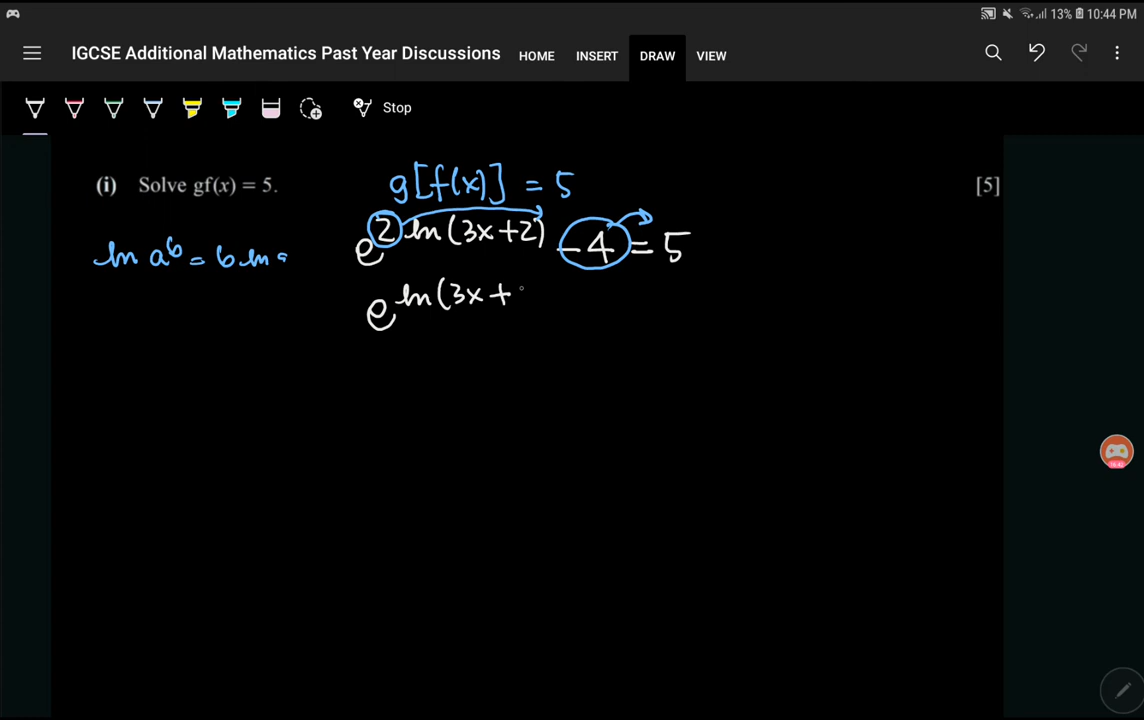 13% 10:44 PM
IGCSE Additional Mathematics Past Year Discussions HOME INSERT DRAW VIEW
Stop
(i) Solve gf(x) = 5. [5]
g[f(x)] = 5
e^2 ln(3x+2) - 4 = 5
ln a^b = b ln a
e^ln(3x+